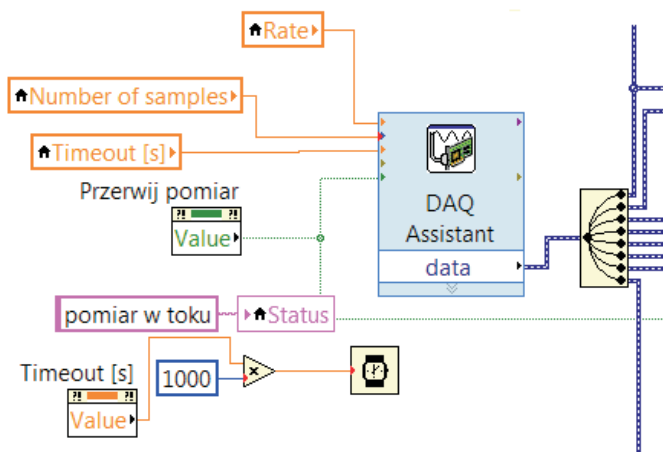 Rate
Number of samples
Timeout [s]
Przerwij pomiar
?! ?!
Value
DAQ
Assistant
data
pomiar w toku
Status
Timeout [s]
1000
x
?! ?!
Value